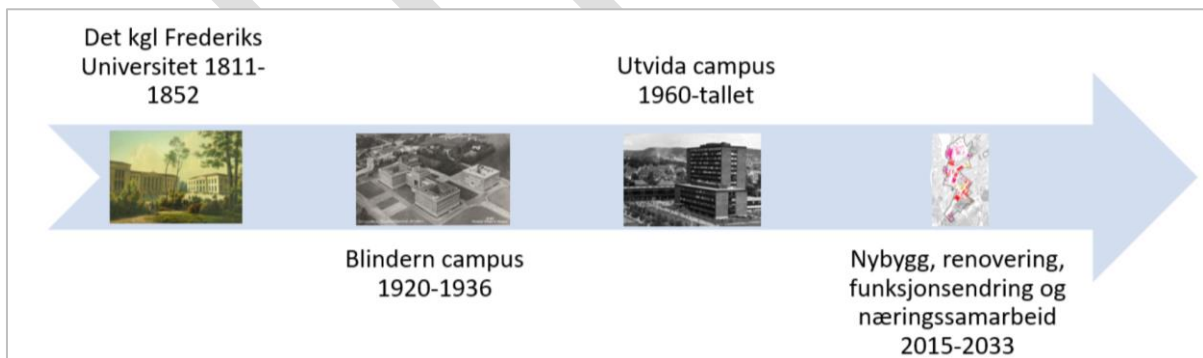 Det kgl Frederiks
Universitet 1811-
1852
Blindern campus
1920-1936
Utvida campus
1960-tallet
Nybygg, renovering,
funksjonsendring og
næringssamarbeid
2015-2033